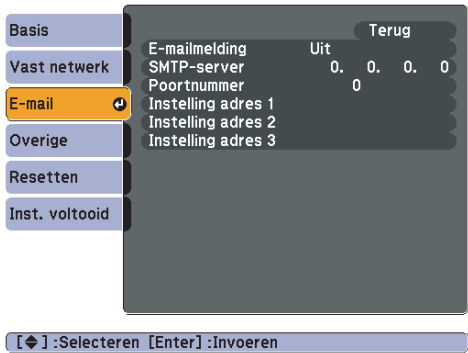 Basis
Vast netwerk
E-mail
Overige
Resetten
Inst. voltooid
Terug
E-mailmelding Uit
SMTP-server 0. 0. 0. 0
Poortnummer 0
Instelling adres 1
Instelling adres 2
Instelling adres 3
[◆] :Selecteren [Enter] :Invoeren